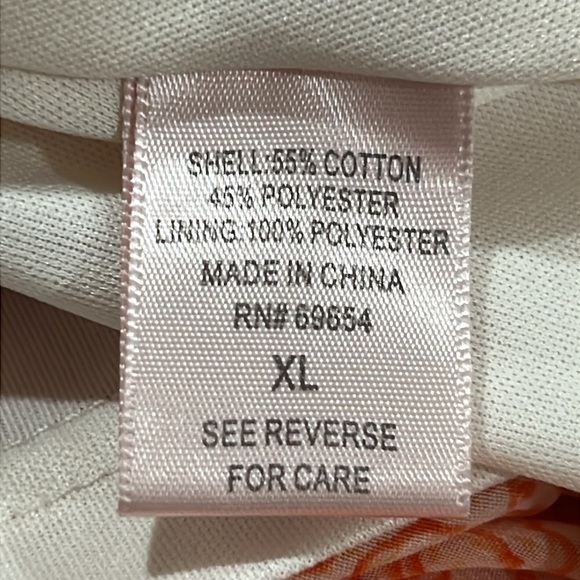 SHELL:55% COTTON
45% POLYESTER
LINING:100% POLYESTER
MADE IN CHINA
RN# 69654
XL
SEE REVERSE
FOR CARE